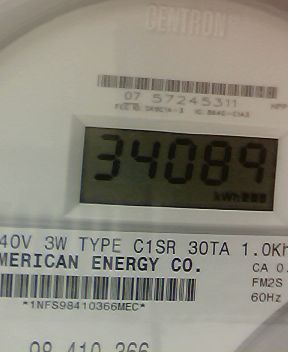 CENTRON®
07 57245311
34089
kWh
40V 3W TYPE C1SR 30TA 1.0Kh
MERICAN ENERGY CO.
CA 0.
FM2S
60Hz
*1NFS98410366MEC*
98 410 366